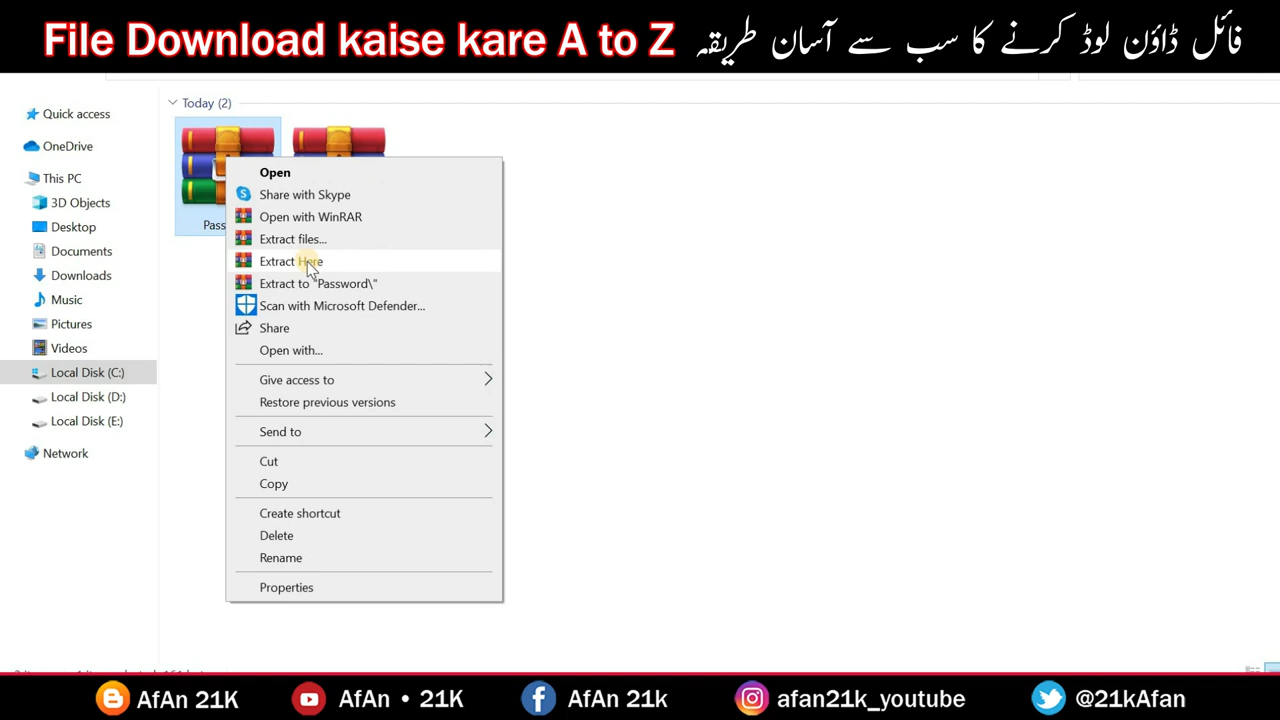 File Download kaise kare A to Z فائل ڈاؤن لوڈ کرنے کا سب سے آسان طریقہ
Today (2)
Quick access
OneDrive
This PC
3D Objects
Desktop
Documents
Downloads
Music
Pictures
Videos
Local Disk (C:)
Local Disk (D:)
Local Disk (E:)
Network
Pass
Open
Share with Skype
Open with WinRAR
Extract files...
Extract Here
Extract to "Password\"
Scan with Microsoft Defender...
Share
Open with...
Give access to
Restore previous versions
Send to
Cut
Copy
Create shortcut
Delete
Rename
Properties
AfAn 21K AfAn • 21K AfAn 21k afan21k_youtube @21kAfan